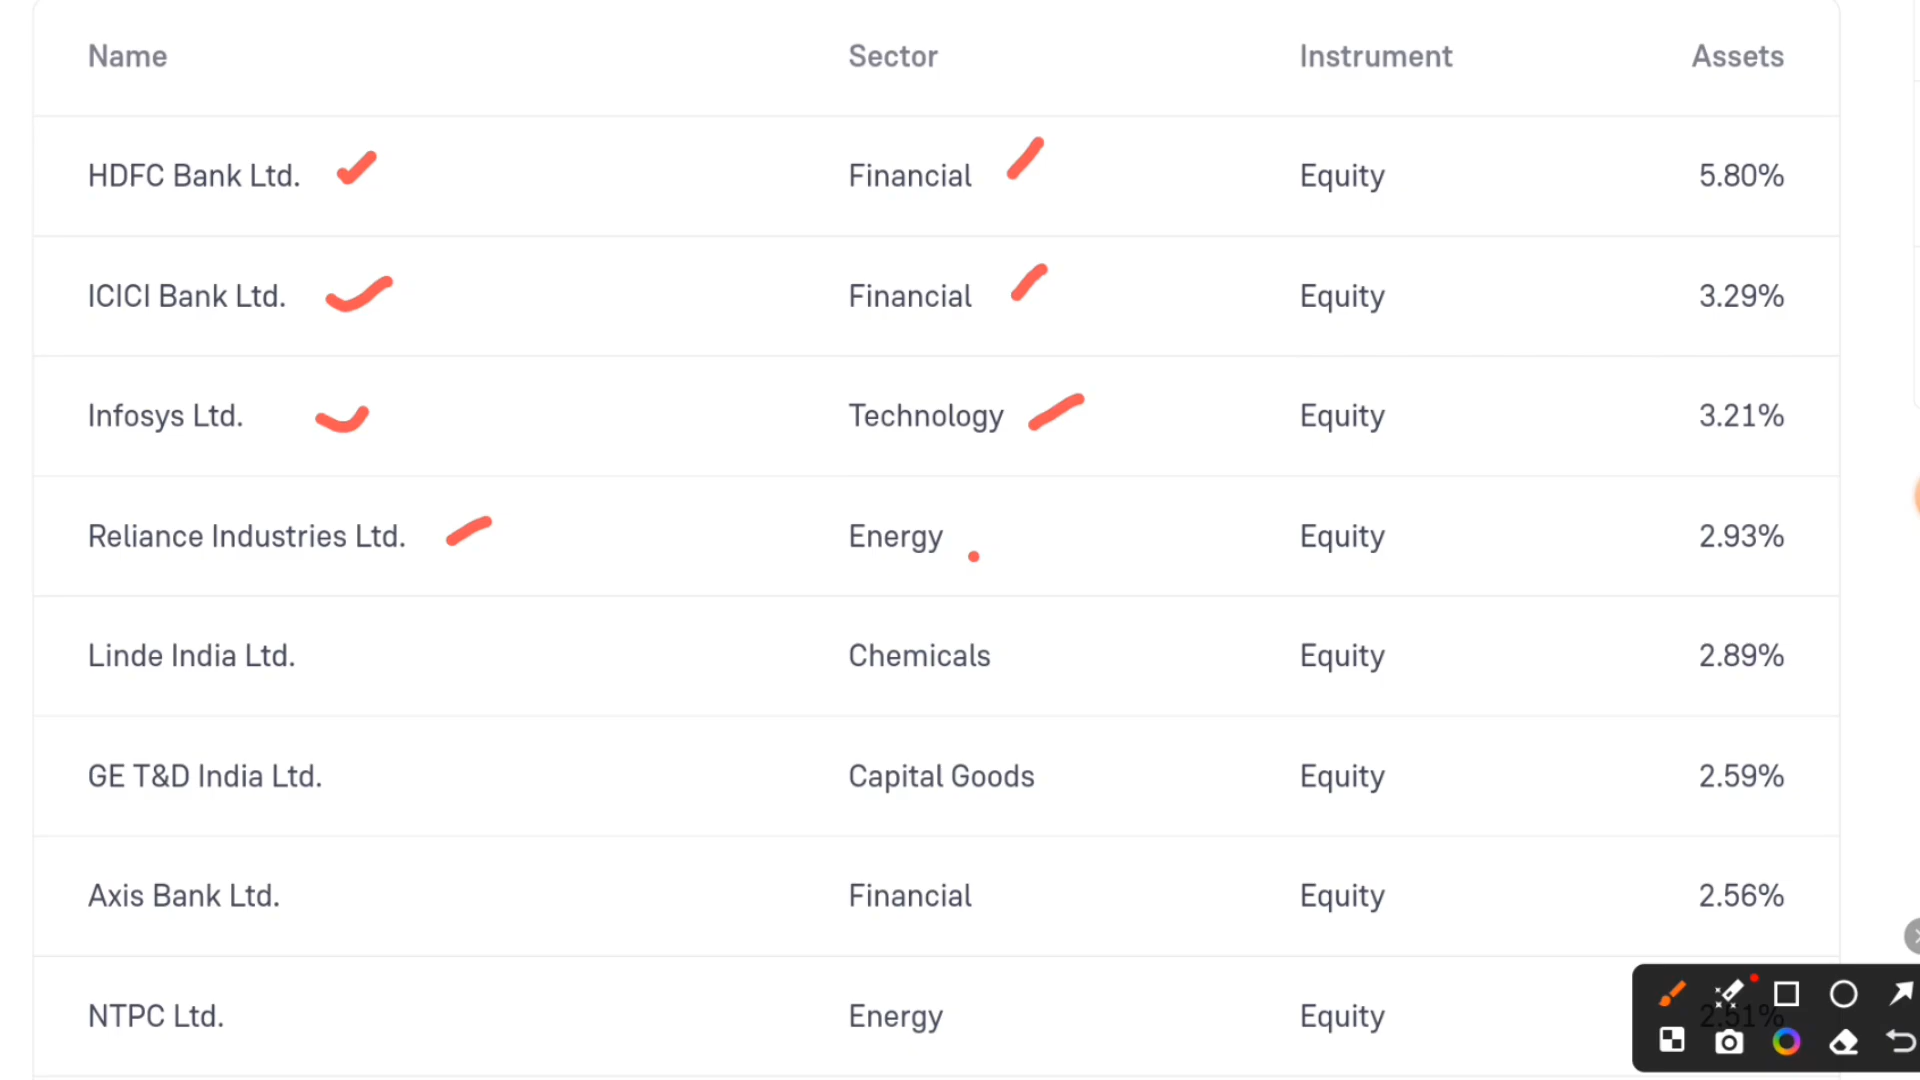 Name Sector Instrument Assets
HDFC Bank Ltd. Financial Equity 5.80%
ICICI Bank Ltd. Financial Equity 3.29%
Infosys Ltd. Technology Equity 3.21%
Reliance Industries Ltd. Energy Equity 2.93%
Linde India Ltd. Chemicals Equity 2.89%
GE T&D India Ltd. Capital Goods Equity 2.59%
Axis Bank Ltd. Financial Equity 2.56%
NTPC Ltd. Energy Equity 2.51%